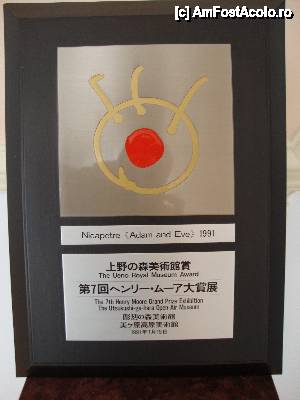 (c) AmFostAcolo.ro
Nicapetre 《Adam and Eve》 1991
上野の森美術館賞
The Ueno Royal Museum Award
第7回ヘンリー・ムーア大賞展
The 7th Henry Moore Grand Prize Exhibition
The Utsukushi-ga-hara Open Air Museum
彫刻の森美術館
美ヶ原高原美術館